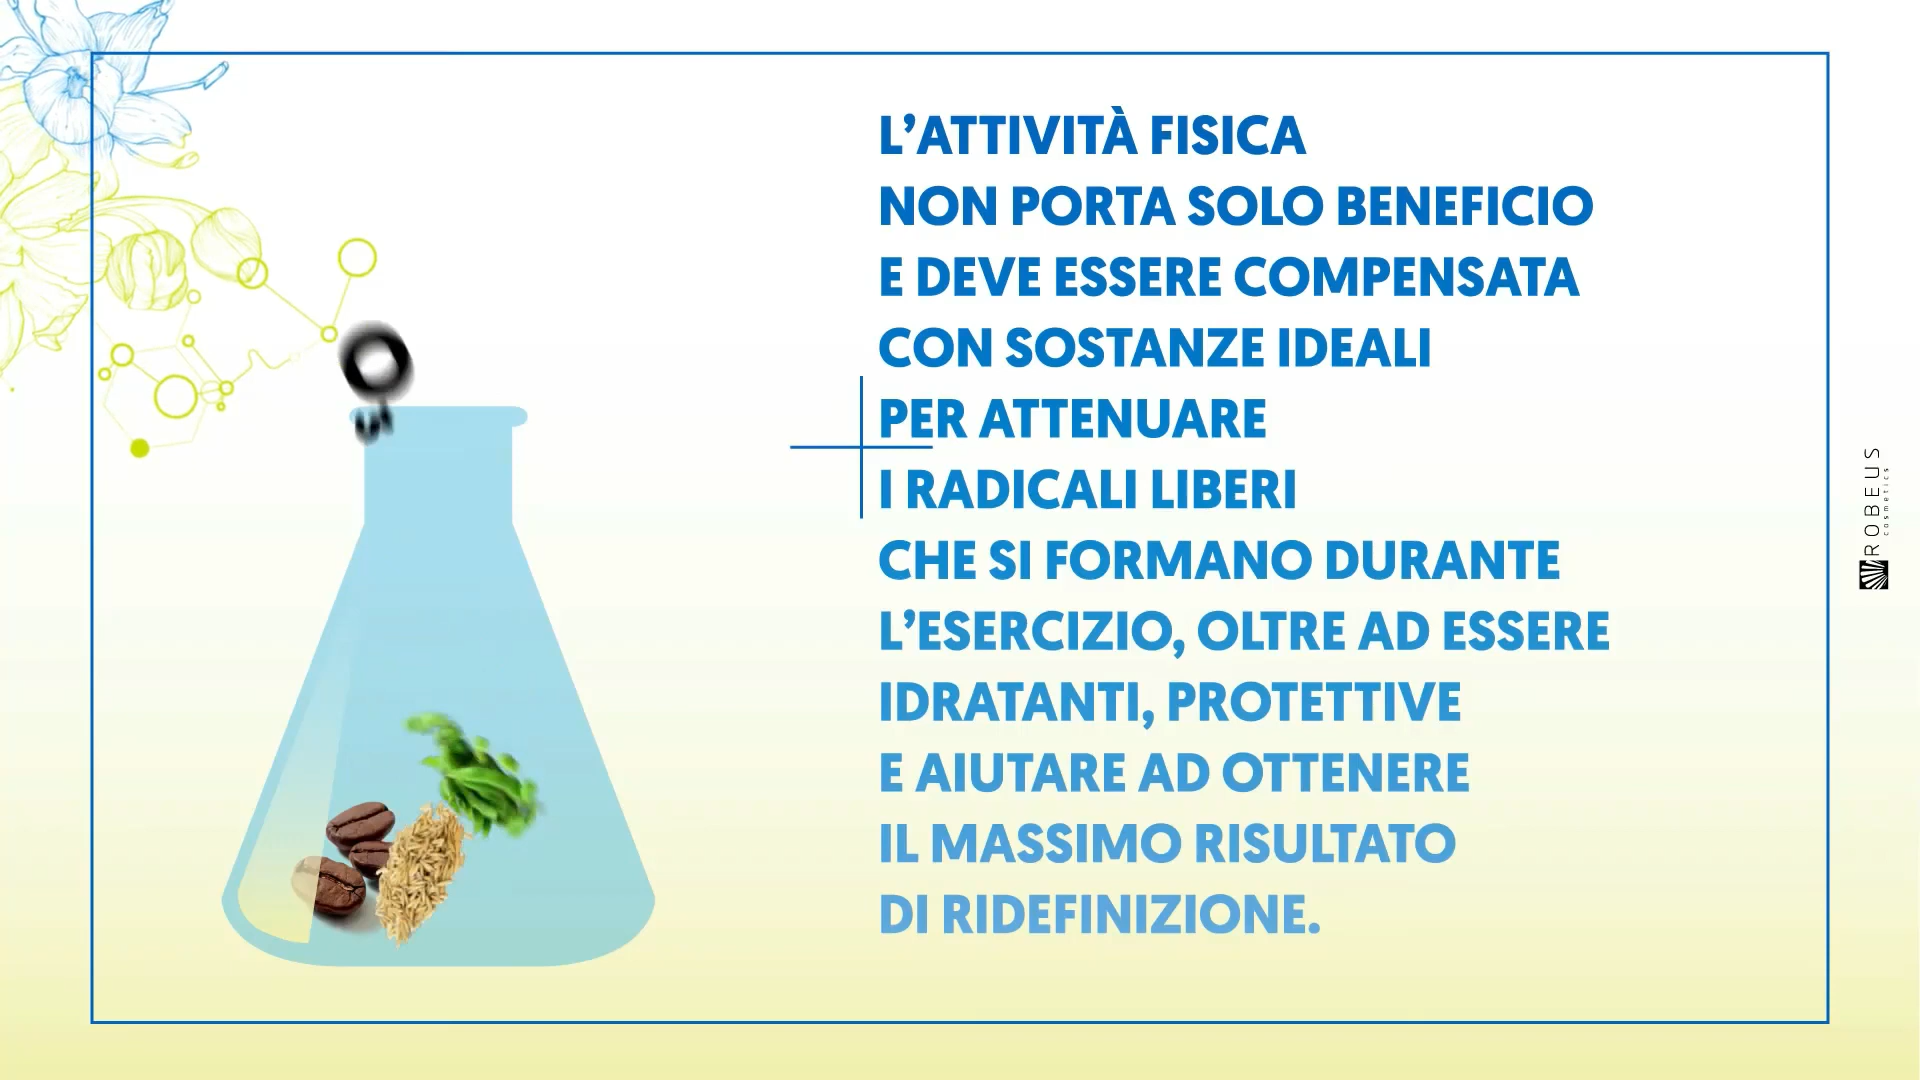 L’ATTIVITÀ FISICA
NON PORTA SOLO BENEFICIO
E DEVE ESSERE COMPENSATA
CON SOSTANZE IDEALI
PER ATTENUARE
I RADICALI LIBERI
CHE SI FORMANO DURANTE
L’ESERCIZIO, OLTRE AD ESSERE
IDRATANTI, PROTETTIVE
E AIUTARE AD OTTENERE
IL MASSIMO RISULTATO
DI RIDEFINIZIONE.
ROBEUS
cosmetics